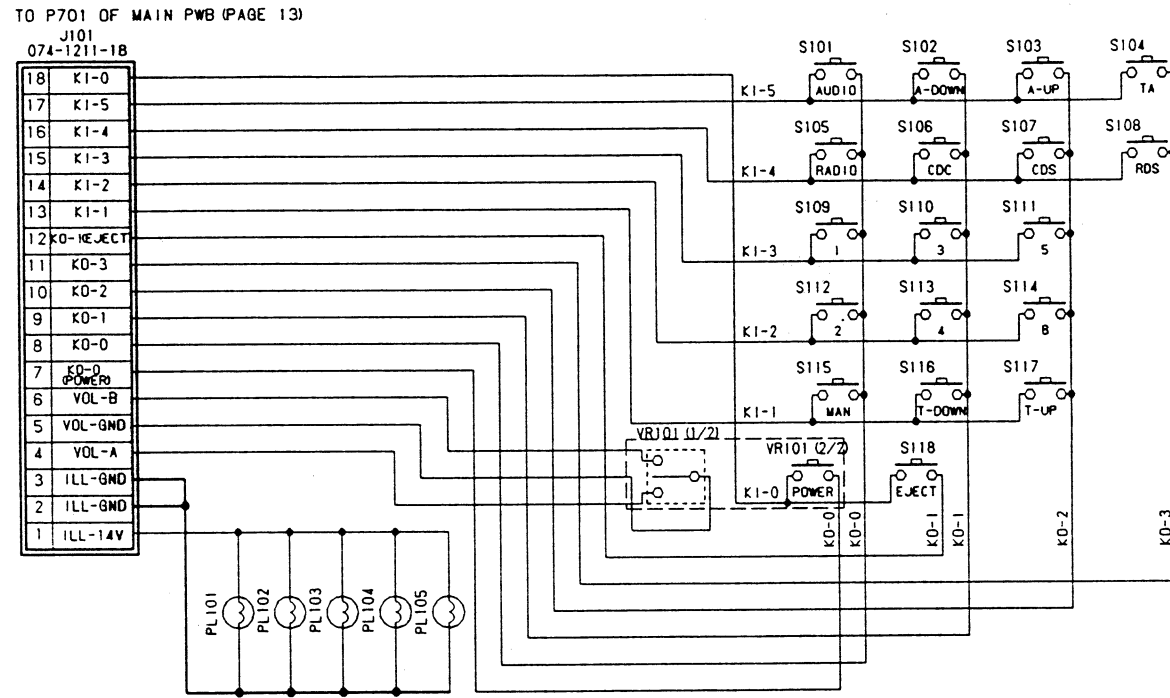 TO P701 OF MAIN PWB (PAGE 13)
J101
074-1211-18
18 KI-0
17 KI-5
16 KI-4
15 KI-3
14 KI-2
13 KI-1
12 KO-1(EJECT)
11 KO-3
10 KO-2
9 KO-1
8 KO-0
7 KO-0 (POWER)
6 VOL-B
5 VOL-GND
4 VOL-A
3 ILL-GND
2 ILL-GND
1 ILL-14V
S101 S102 S103 S104
KI-5 AUDIO A-DOWN A-UP TA
S105 S106 S107 S108
KI-4 RADIO CDC CDS RDS
S109 S110 S111
KI-3 1 3 5
S112 S113 S114
KI-2 2 4 B
S115 S116 S117
KI-1 MAN T-DOWN T-UP
VR101 (1/2) VR101 (2/2) S118
KI-0 POWER EJECT
KO-0 KO-0 KO-1 KO-1 KO-2 KO-3
PL101 PL102 PL103 PL104 PL105